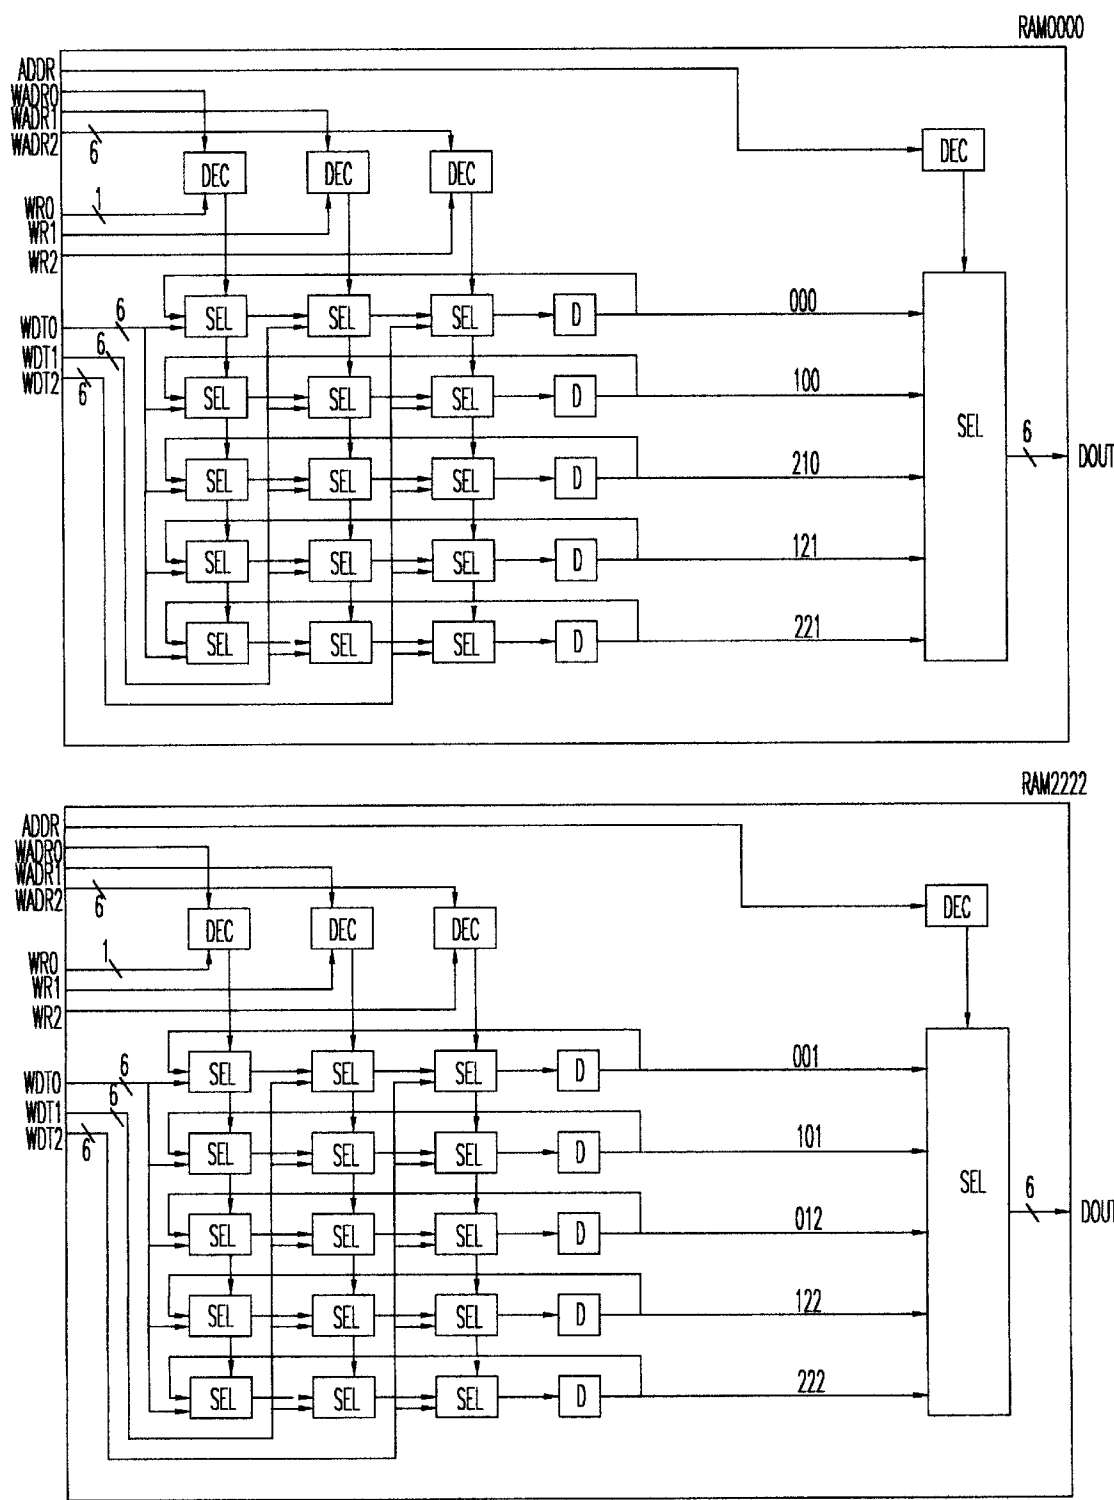 RAM0000
ADDR
WADR0
WADR1
6
WADR2
DEC DEC DEC DEC
1
WR0
WR1
WR2
6
WDT0
6
WDT1
6
WDT2
SEL SEL SEL D 000
SEL SEL SEL D 100
SEL
6
DOUT
SEL SEL SEL D 210
SEL SEL SEL D 121
SEL SEL SEL D 221
RAM2222
ADDR
WADR0
WADR1
6
WADR2
DEC DEC DEC DEC
1
WR0
WR1
WR2
6
WDT0
6
WDT1
6
WDT2
SEL SEL SEL D 001
SEL SEL SEL D 101
SEL
6
DOUT
SEL SEL SEL D 012
SEL SEL SEL D 122
SEL SEL SEL D 222